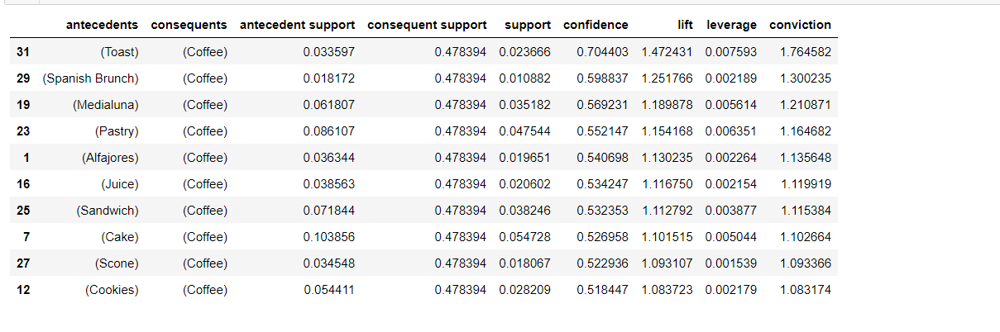 antecedents consequents antecedent support consequent support support confidence lift leverage conviction
31 (Toast) (Coffee) 0.033597 0.478394 0.023666 0.704403 1.472431 0.007593 1.764582
29 (Spanish Brunch) (Coffee) 0.018172 0.478394 0.010882 0.598837 1.251766 0.002189 1.300235
19 (Medialuna) (Coffee) 0.061807 0.478394 0.035182 0.569231 1.189878 0.005614 1.210871
23 (Pastry) (Coffee) 0.086107 0.478394 0.047544 0.552147 1.154168 0.006351 1.164682
1 (Alfajores) (Coffee) 0.036344 0.478394 0.019651 0.540698 1.130235 0.002264 1.135648
16 (Juice) (Coffee) 0.038563 0.478394 0.020602 0.534247 1.116750 0.002154 1.119919
25 (Sandwich) (Coffee) 0.071844 0.478394 0.038246 0.532353 1.112792 0.003877 1.115384
7 (Cake) (Coffee) 0.103856 0.478394 0.054728 0.526958 1.101515 0.005044 1.102664
27 (Scone) (Coffee) 0.034548 0.478394 0.018067 0.522936 1.093107 0.001539 1.093366
12 (Cookies) (Coffee) 0.054411 0.478394 0.028209 0.518447 1.083723 0.002179 1.083174